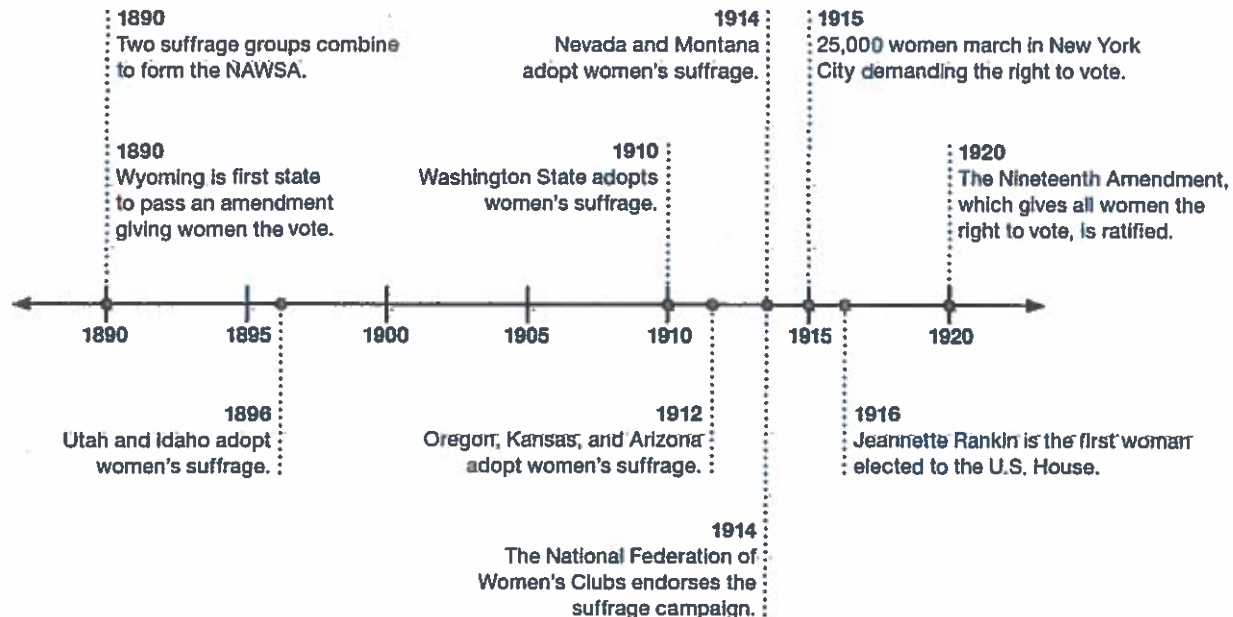 1890
Two suffrage groups combine
to form the NAWSA.
1914
Nevada and Montana
adopt women's suffrage.
1915
25,000 women march in New York
City demanding the right to vote.
1890
Wyoming is first state
to pass an amendment
giving women the vote.
1910
Washington State adopts
women's suffrage.
1920
The Nineteenth Amendment,
which gives all women the
right to vote, is ratified.
1890
1895
1900
1905
1910
1915
1920
1896
Utah and Idaho adopt
women's suffrage.
1912
Oregon, Kansas, and Arizona
adopt women's suffrage.
1916
Jeannette Rankin is the first woman
elected to the U.S. House.
1914
The National Federation of
Women's Clubs endorses the
suffrage campaign.